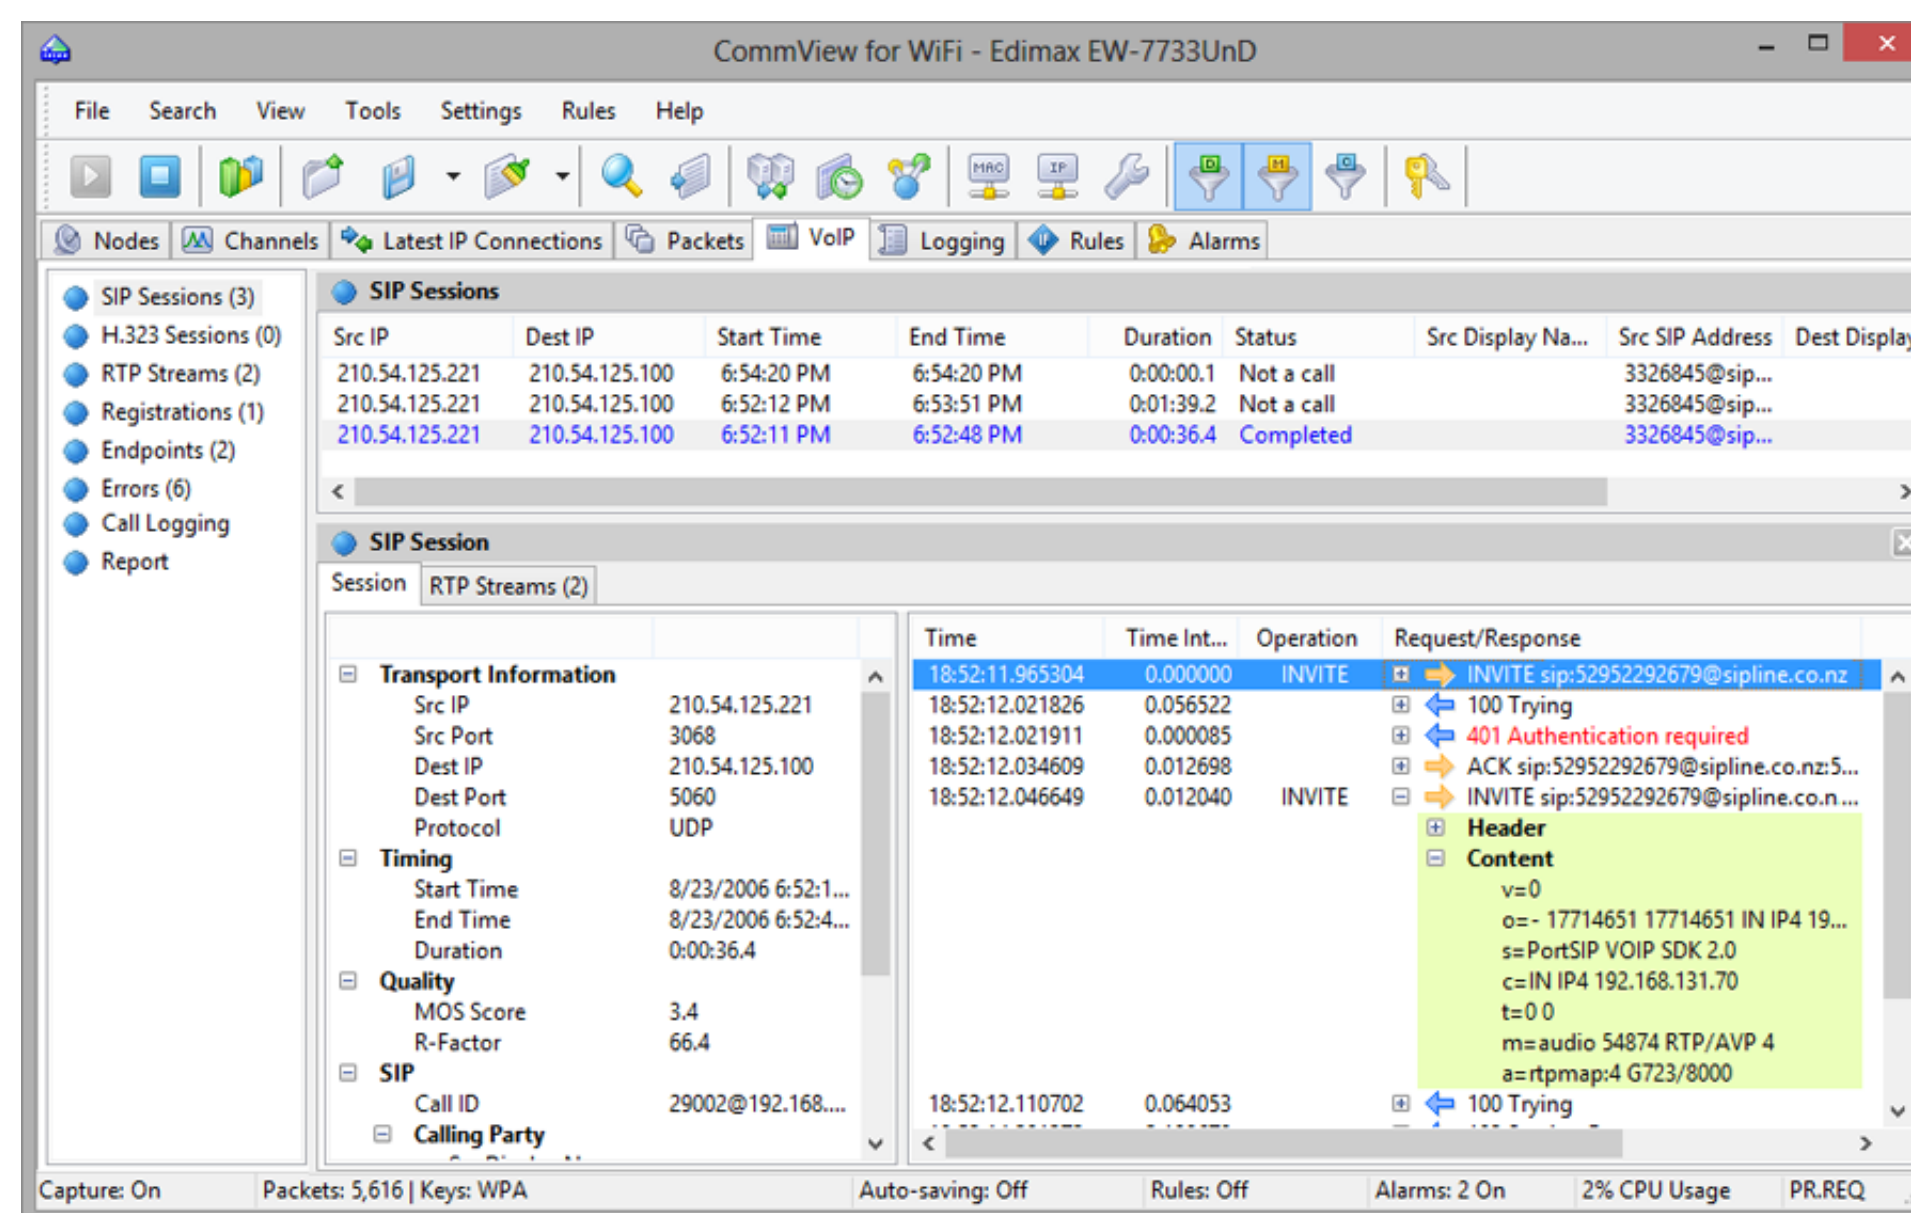 CommView for WiFi - Edimax EW-7733UnD
File Search View Tools Settings Rules Help
MAC IP D M C
Nodes Channels Latest IP Connections Packets VoIP Logging Rules Alarms
SIP Sessions (3)
H.323 Sessions (0)
RTP Streams (2)
Registrations (1)
Endpoints (2)
Errors (6)
Call Logging
Report
SIP Sessions
Src IP Dest IP Start Time End Time Duration Status Src Display Na... Src SIP Address Dest Display
210.54.125.221 210.54.125.100 6:54:20 PM 6:54:20 PM 0:00:00.1 Not a call 3326845@sip...
210.54.125.221 210.54.125.100 6:52:12 PM 6:53:51 PM 0:01:39.2 Not a call 3326845@sip...
210.54.125.221 210.54.125.100 6:52:11 PM 6:52:48 PM 0:00:36.4 Completed 3326845@sip...
SIP Session
Session RTP Streams (2)
Transport Information
Src IP 210.54.125.221
Src Port 3068
Dest IP 210.54.125.100
Dest Port 5060
Protocol UDP
Timing
Start Time 8/23/2006 6:52:1...
End Time 8/23/2006 6:52:4...
Duration 0:00:36.4
Quality
MOS Score 3.4
R-Factor 66.4
SIP
Call ID 29002@192.168....
Calling Party
Time Time Int... Operation Request/Response
18:52:11.965304 0.000000 INVITE INVITE sip:52952292679@sipline.co.nz
18:52:12.021826 0.056522 100 Trying
18:52:12.021911 0.000085 401 Authentication required
18:52:12.034609 0.012698 ACK sip:52952292679@sipline.co.nz:5...
18:52:12.046649 0.012040 INVITE INVITE sip:52952292679@sipline.co.n ...
Header
Content
v=0
o=- 17714651 17714651 IN IP4 19...
s=PortSIP VOIP SDK 2.0
c=IN IP4 192.168.131.70
t=0 0
m=audio 54874 RTP/AVP 4
a=rtpmap:4 G723/8000
18:52:12.110702 0.064053 100 Trying
Capture: On Packets: 5,616 | Keys: WPA Auto-saving: Off Rules: Off Alarms: 2 On 2% CPU Usage PR.REQ